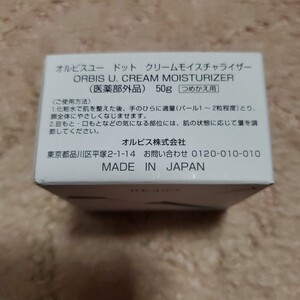 オルビスユー ドット クリームモイスチャライザー
ORBIS U. CREAM MOISTURIZER
(医薬部外品) 50g つめかえ用
〈ご使用方法〉
1.化粧水で肌を整えた後、手のひらに適量(パール1~2粒程度)とり、
顔全体にやさしくなじませます。
2.目もと・口もとなどの気になる部位には、肌の状態に応じて量を調
節してください。
オルビス株式会社
東京都品川区平塚2-1-14 お問い合わせ 0120-010-010
MADE IN JAPAN